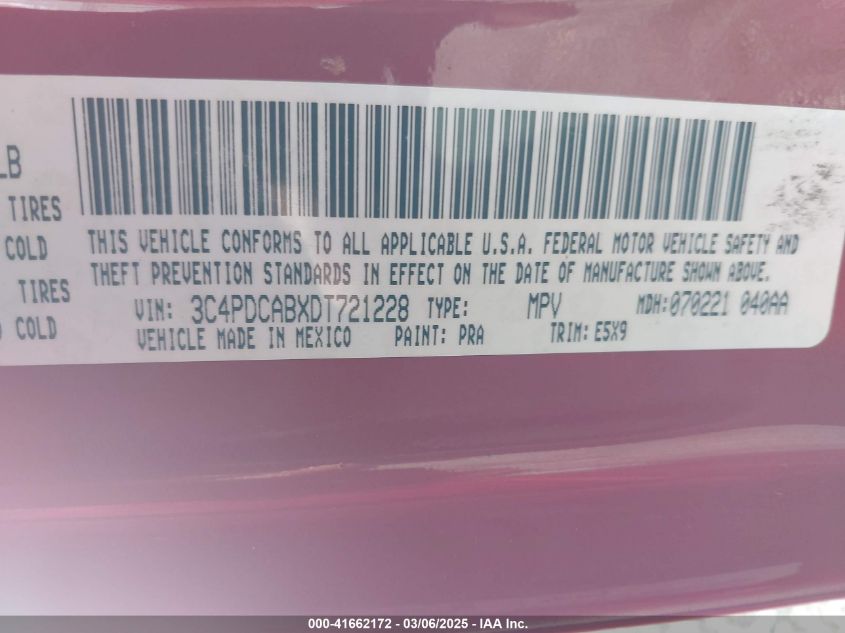 LB
TIRES
COLD
TIRES
COLD
THIS VEHICLE CONFORMS TO ALL APPLICABLE U.S.A. FEDERAL MOTOR VEHICLE SAFETY AND
THEFT PREVENTION STANDARDS IN EFFECT ON THE DATE OF MANUFACTURE SHOWN ABOVE.
VIN: 3C4PDCABXDT721228 TYPE: MPV MDH:070221 040AA
VEHICLE MADE IN MEXICO PAINT: PRA TRIM: E5X9
000-41662172 - 03/06/2025 - IAA Inc.